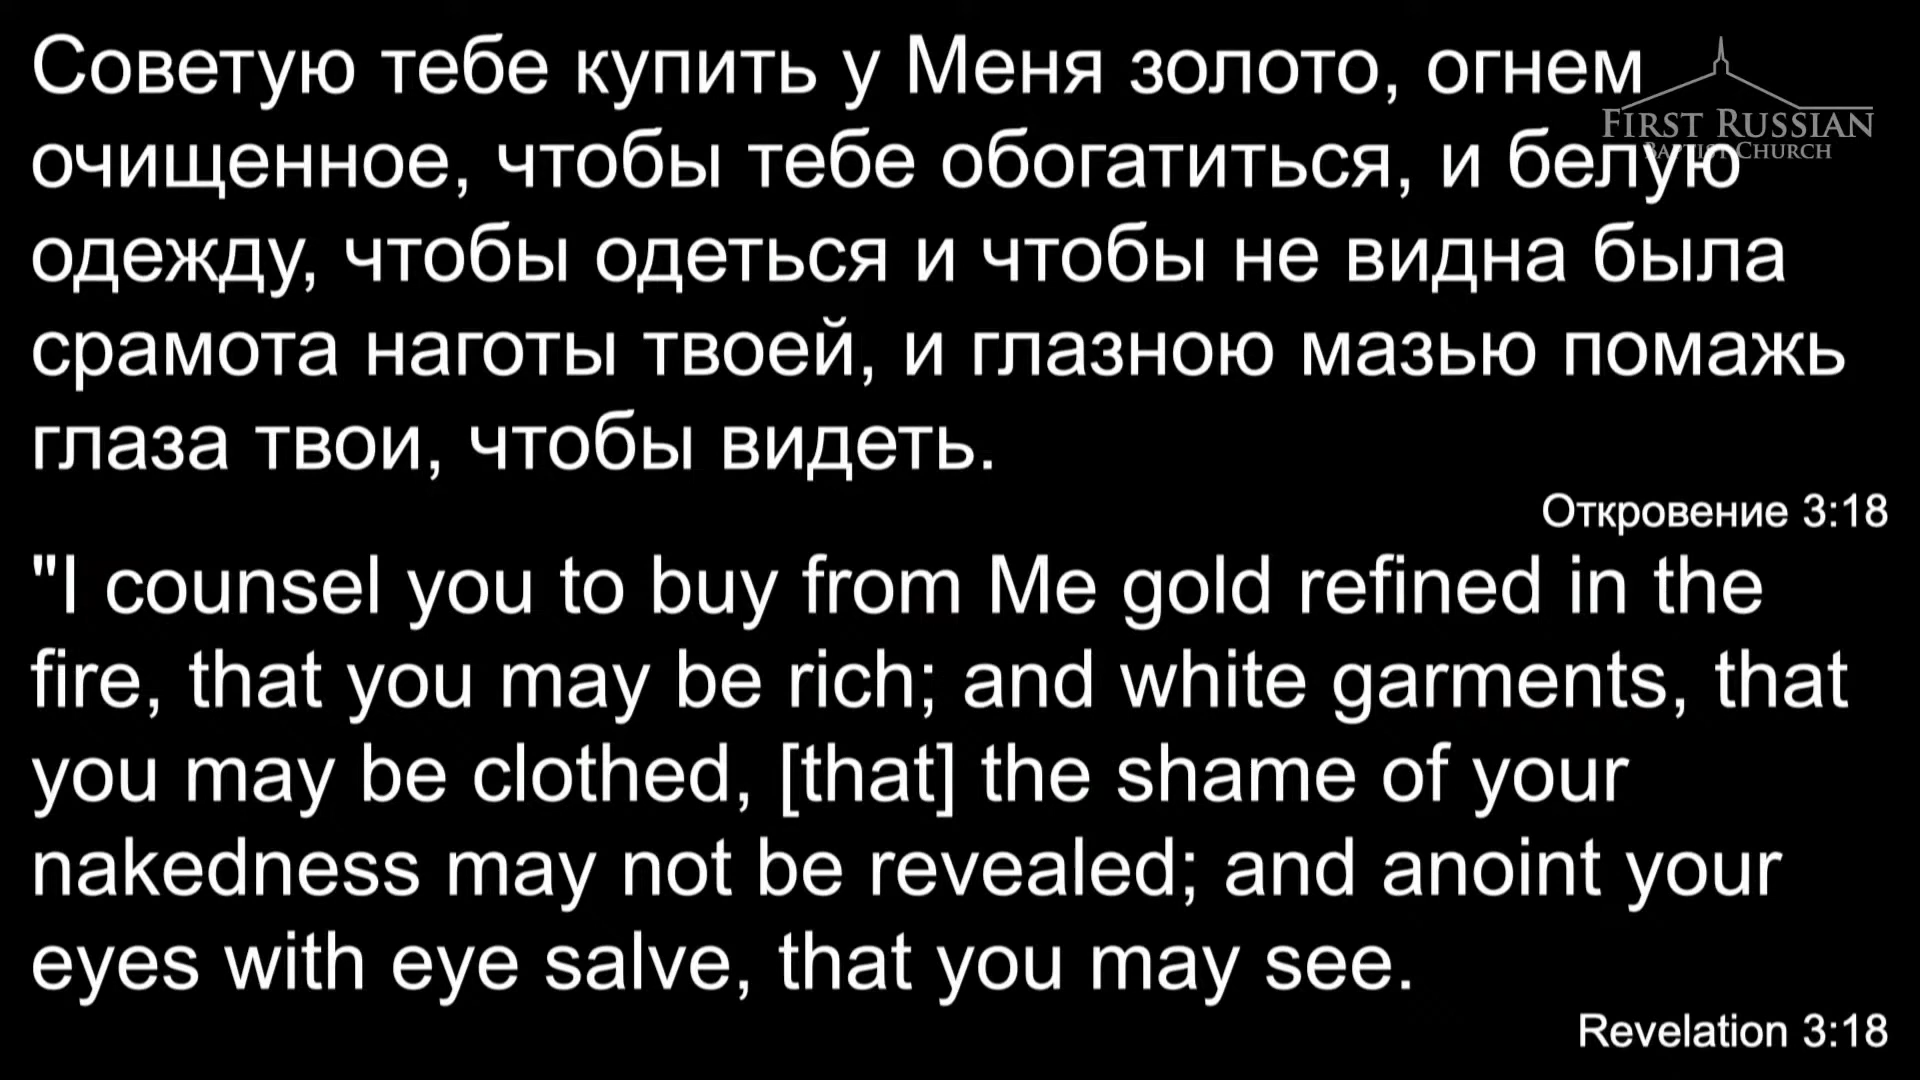 Советую тебе купить у Меня золото, огнем
очищенное, чтобы тебе обогатиться, и белую
одежду, чтобы одеться и чтобы не видна была
срамота наготы твоей, и глазною мазью помажь
глаза твои, чтобы видеть.
Откровение 3:18
"I counsel you to buy from Me gold refined in the
fire, that you may be rich; and white garments, that
you may be clothed, [that] the shame of your
nakedness may not be revealed; and anoint your
eyes with eye salve, that you may see.
Revelation 3:18
FIRST RUSSIAN
BAPTIST CHURCH